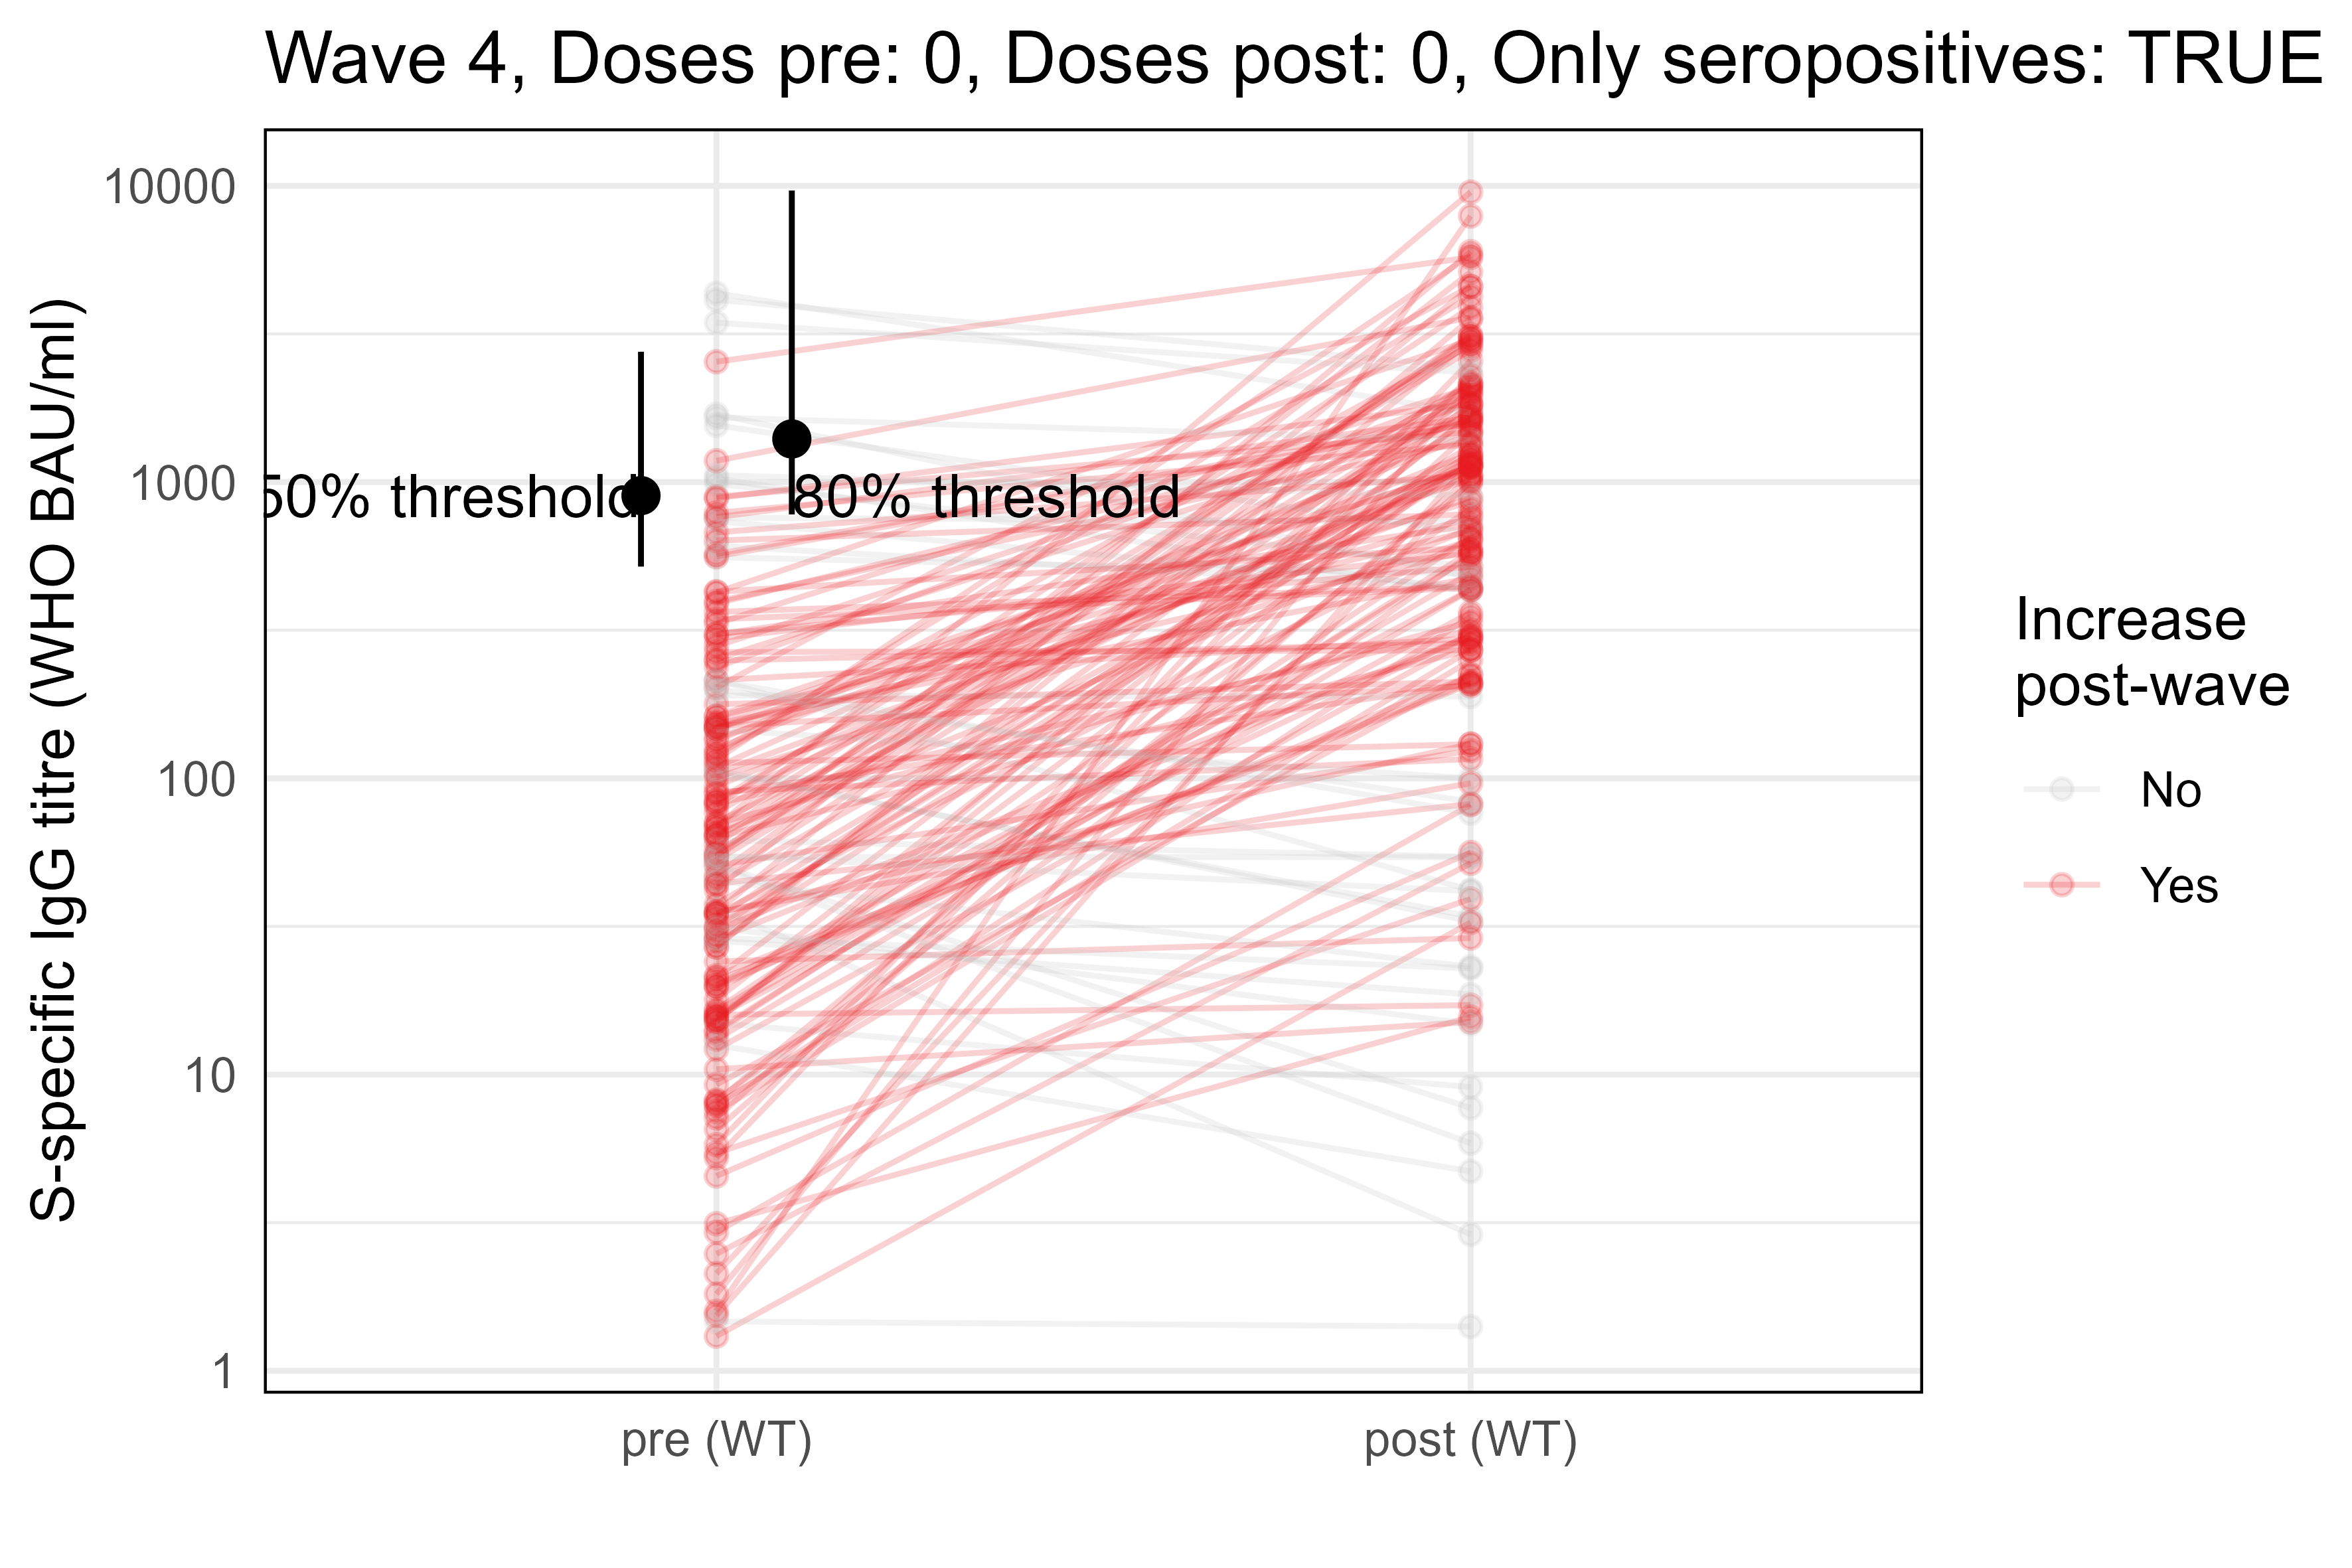 Wave 4, Doses pre: 0, Doses post: 0, Only seropositives: TRUE
S-specific IgG titre (WHO BAU/ml)
10000
1000
100
10
1
50% threshold
80% threshold
pre (WT)
post (WT)
Increase
post-wave
No
Yes